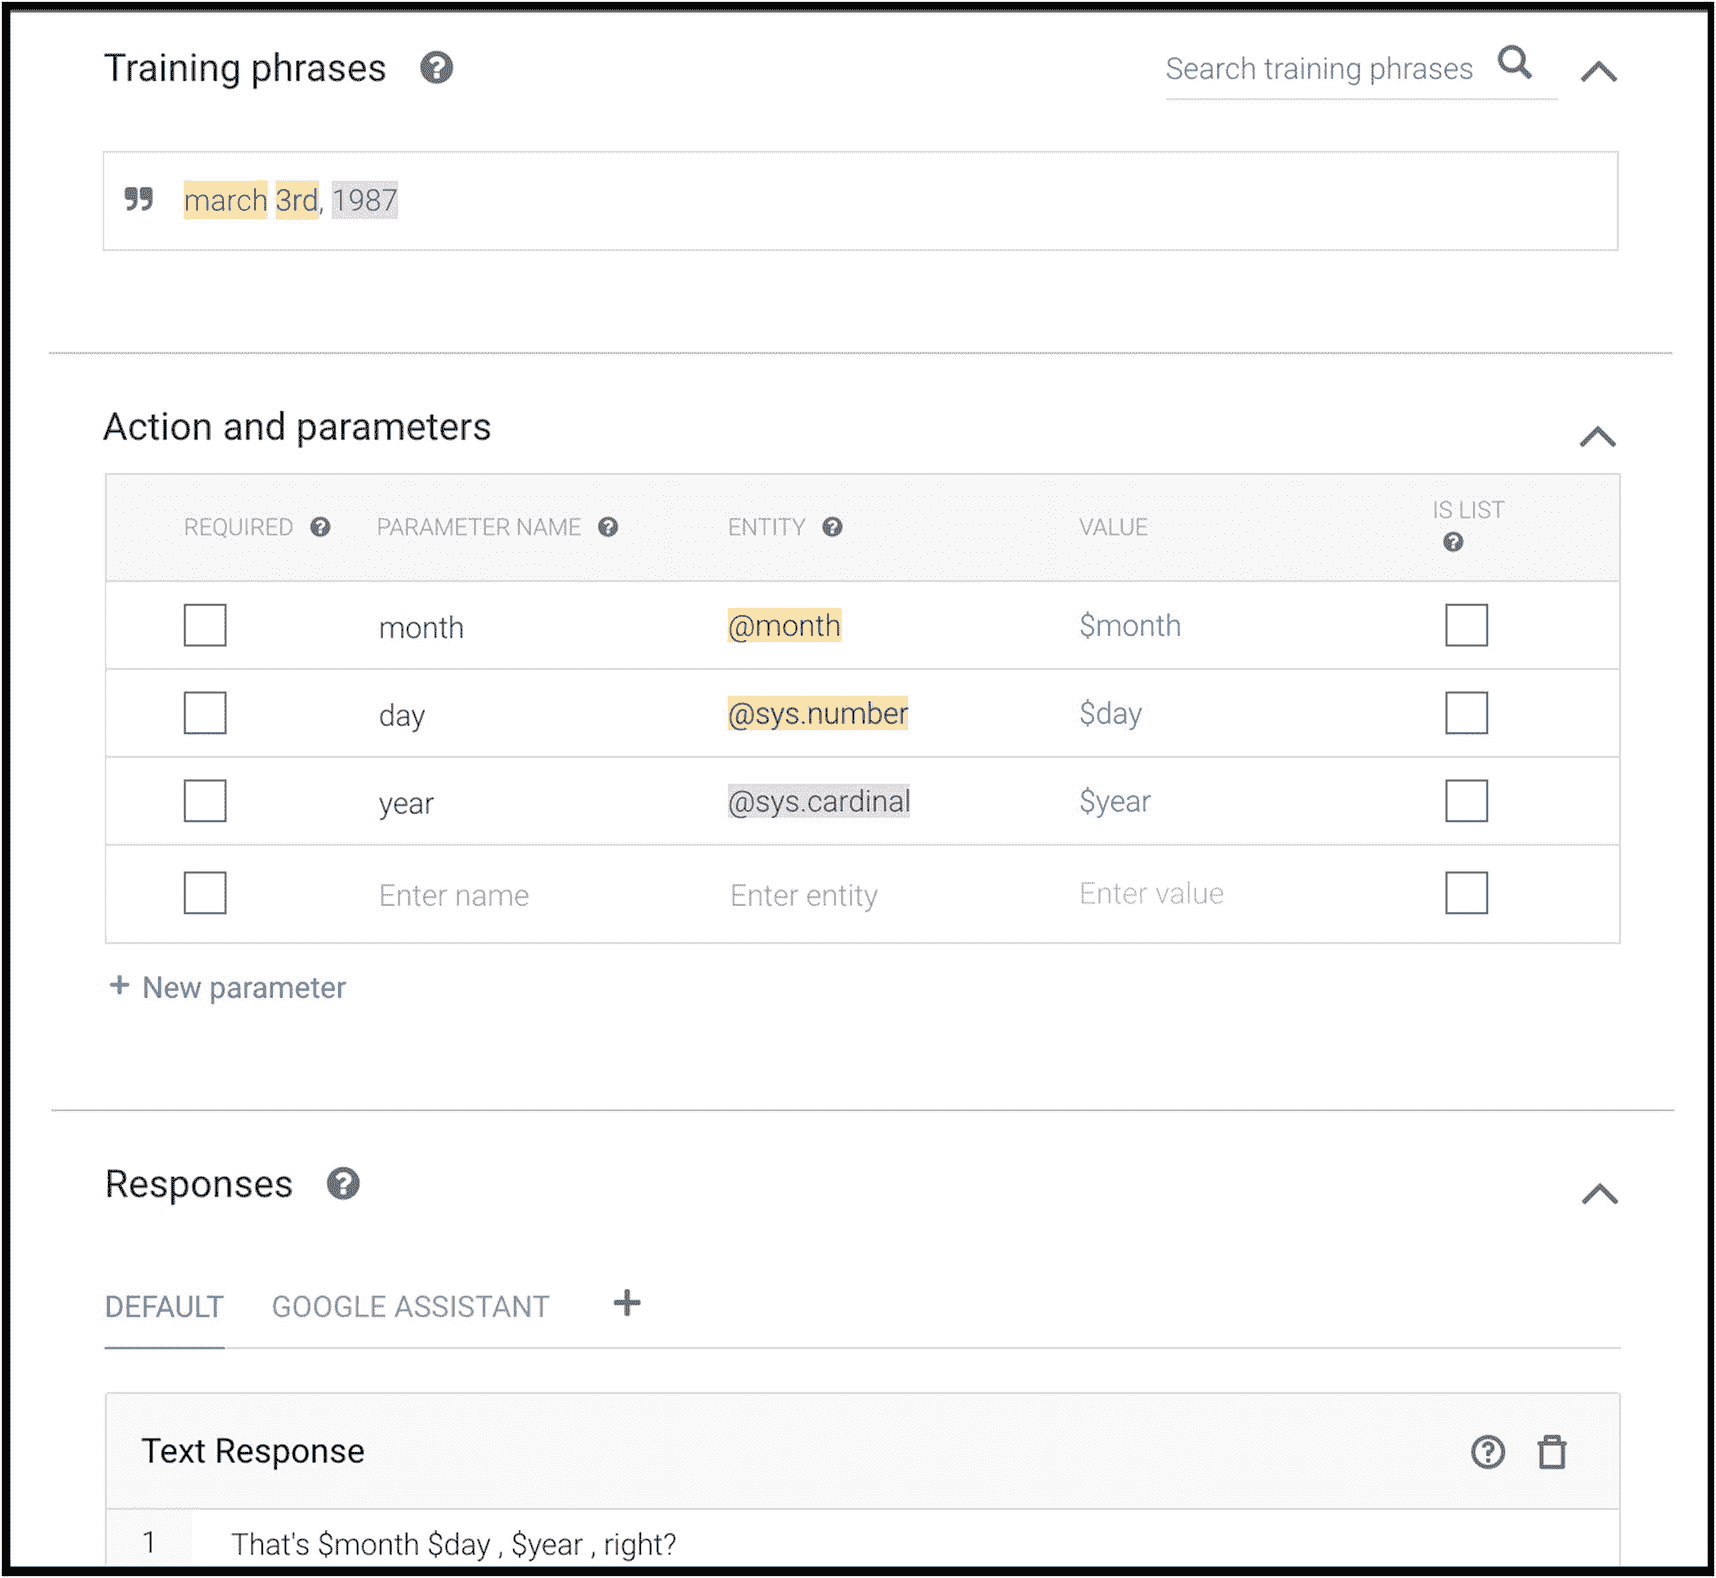 Training phrases
Search training phrases
march 3rd, 1987
Action and parameters
REQUIRED PARAMETER NAME ENTITY VALUE IS LIST
month @month $month
day @sys.number $day
year @sys.cardinal $year
Enter name Enter entity Enter value
+ New parameter
Responses
DEFAULT GOOGLE ASSISTANT +
Text Response
1 That's $month $day , $year , right?